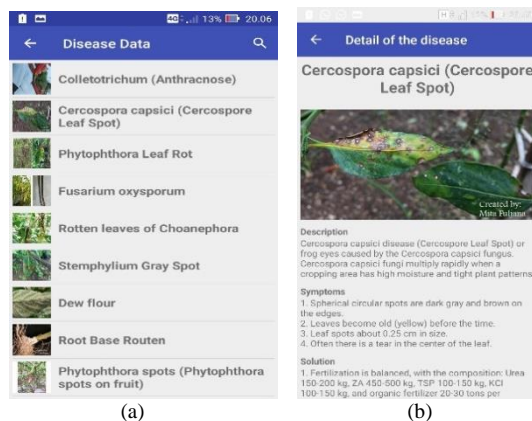 4G 13% 20.06
Disease Data
Colletotrichum (Anthracnose)
Cercospora capsici (Cercospore
Leaf Spot)
Phytophthora Leaf Rot
Fusarium oxysporum
Rotten leaves of Choanephora
Stemphylium Gray Spot
Dew flour
Root Base Routen
Phytophthora spots (Phytophthora
spots on fruit)
(a)
Detail of the disease
Cercospora capsici (Cercospore
Leaf Spot)
Created by:
Mita Yuliana
Description
Cercospora capsici disease (Cercospore Leaf Spot) or
frog eyes caused by the Cercospora capsici fungus.
Cercospora capsici fungi multiply rapidly when a
cropping area has high moisture and tight plant patterns
Symptoms
1. Spherical circular spots are dark gray and brown on
the edges.
2. Leaves become old (yellow) before the time.
3. Leaf spots about 0.25 cm in size.
4. Often there is a tear in the center of the leaf.
Solution
1. Fertilization is balanced, with the composition: Urea
150-200 kg, ZA 450-500 kg, TSP 100-150 kg, KCl
100-150 kg, and organic fertilizer 20-30 tons per
(b)